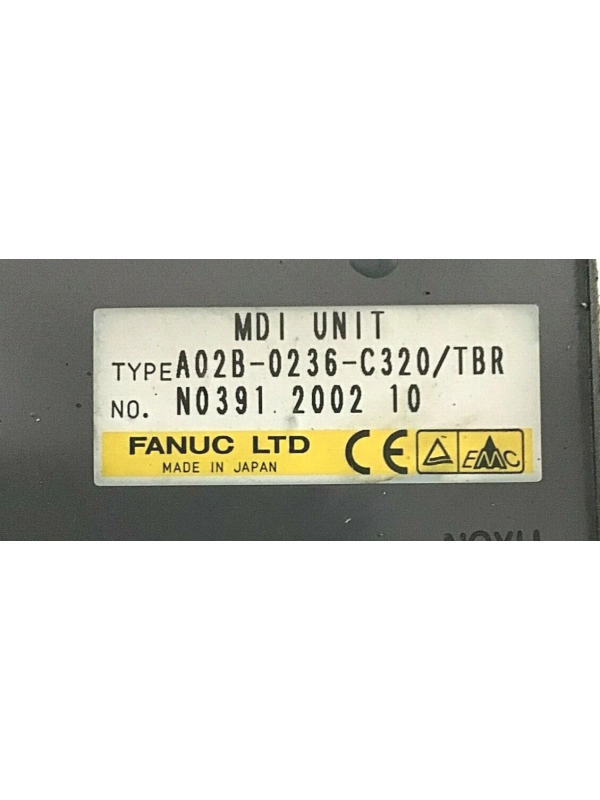 MDI UNIT
TYPE A02B-0236-C320/TBR
NO. N0391 2002 10
FANUC LTD CE EMC
MADE IN JAPAN